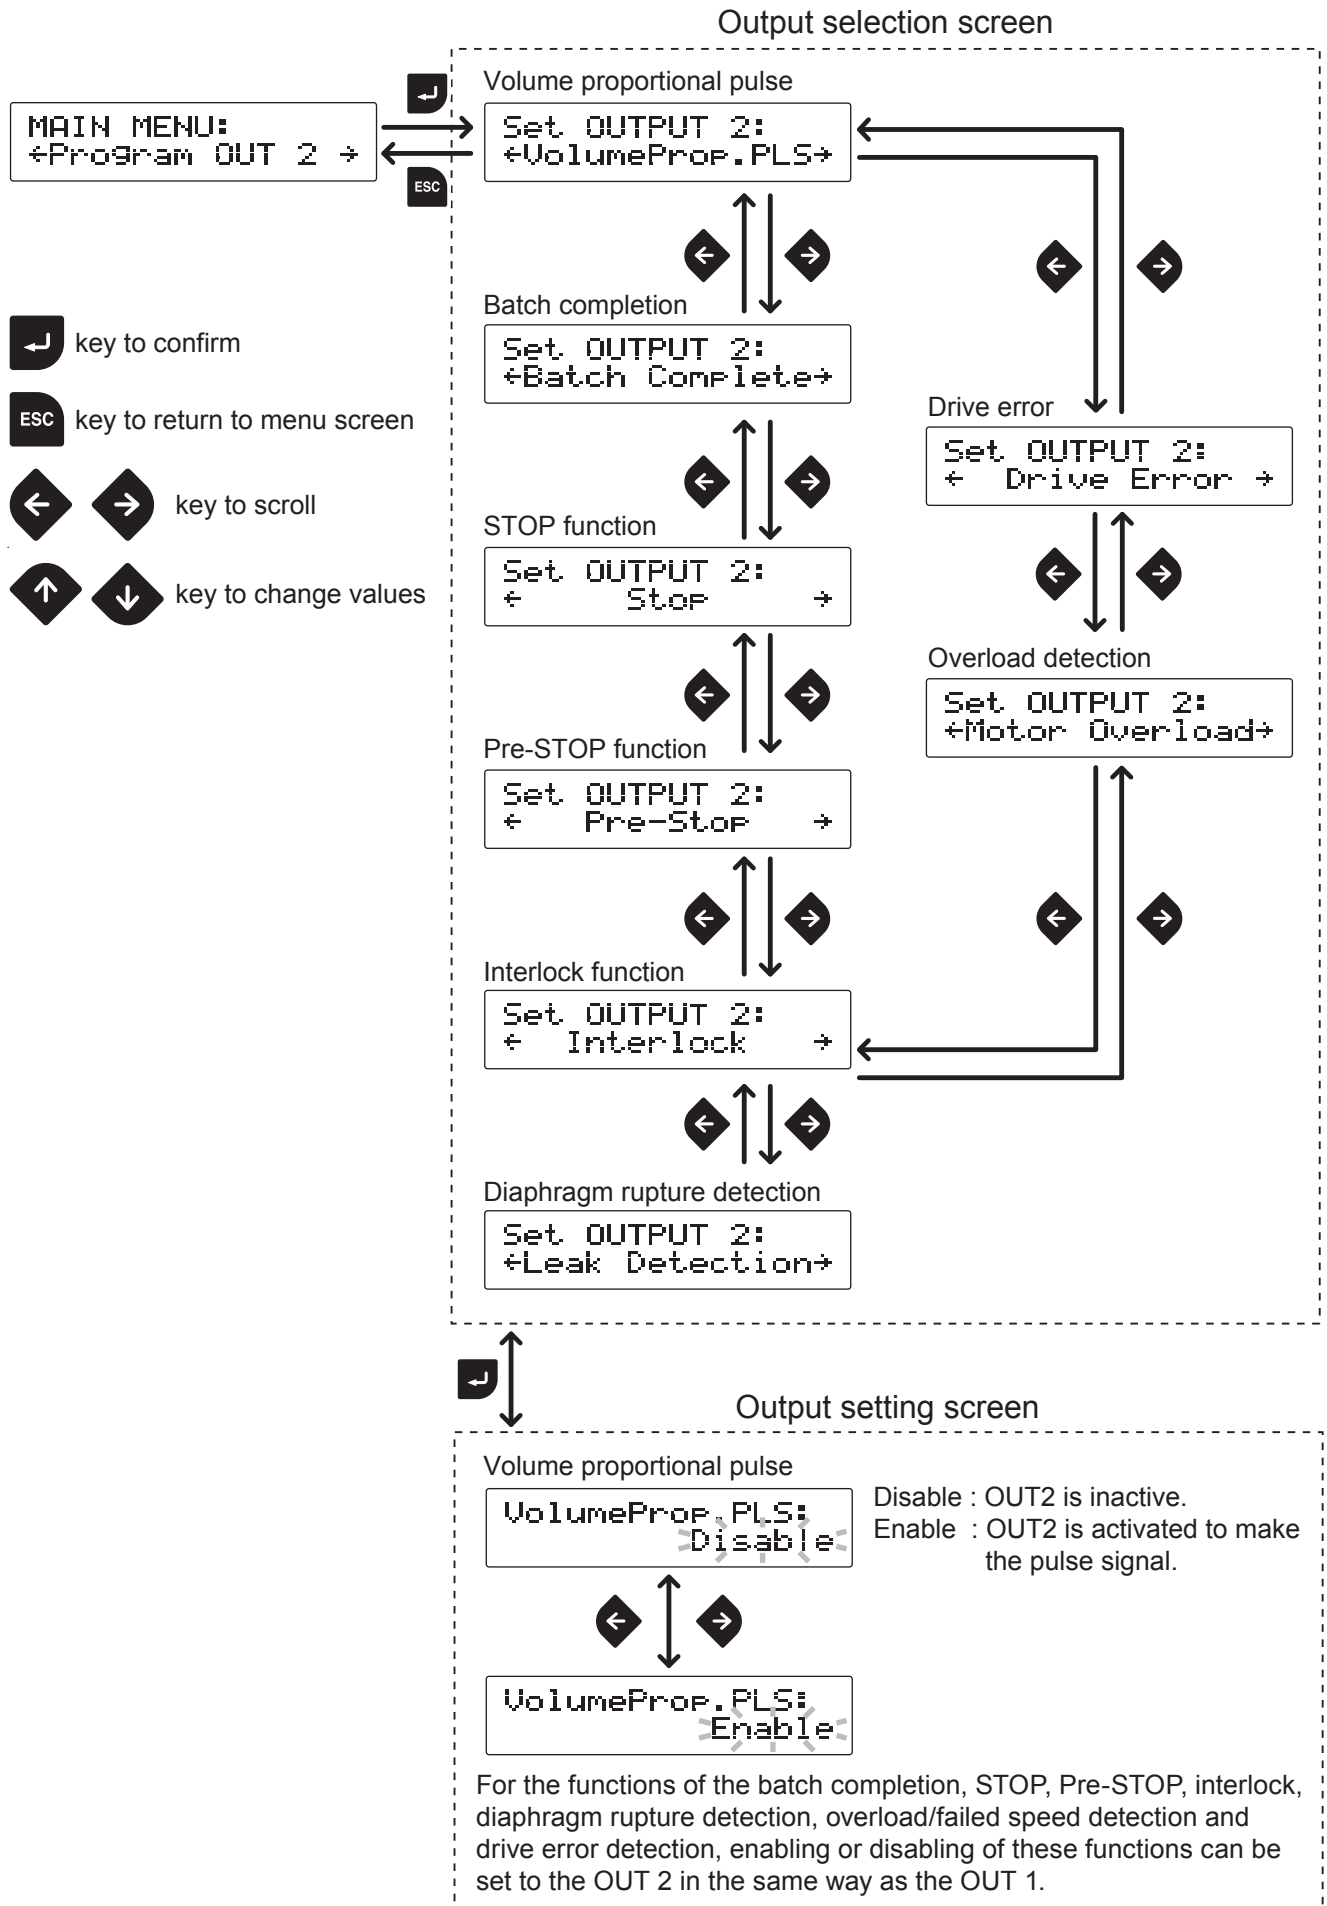 Output selection screen
Volume proportional pulse
MAIN MENU:
←Program OUT 2 →
Set OUTPUT 2:
←VolumeProp.PLS→
ESC
Batch completion
Set OUTPUT 2:
←Batch Complete→
key to confirm
ESC key to return to menu screen
key to scroll
key to change values
STOP function
Set OUTPUT 2:
← Stop →
Pre-STOP function
Set OUTPUT 2:
← Pre-Stop →
Interlock function
Set OUTPUT 2:
← Interlock →
Diaphragm rupture detection
Set OUTPUT 2:
←Leak Detection→
Drive error
Set OUTPUT 2:
← Drive Error →
Overload detection
Set OUTPUT 2:
←Motor Overload→
Output setting screen
Volume proportional pulse
VolumeProp.PLS:
Disable
Disable : OUT2 is inactive.
Enable : OUT2 is activated to make
the pulse signal.
VolumeProp.PLS:
Enable
For the functions of the batch completion, STOP, Pre-STOP, interlock,
diaphragm rupture detection, overload/failed speed detection and
drive error detection, enabling or disabling of these functions can be
set to the OUT 2 in the same way as the OUT 1.